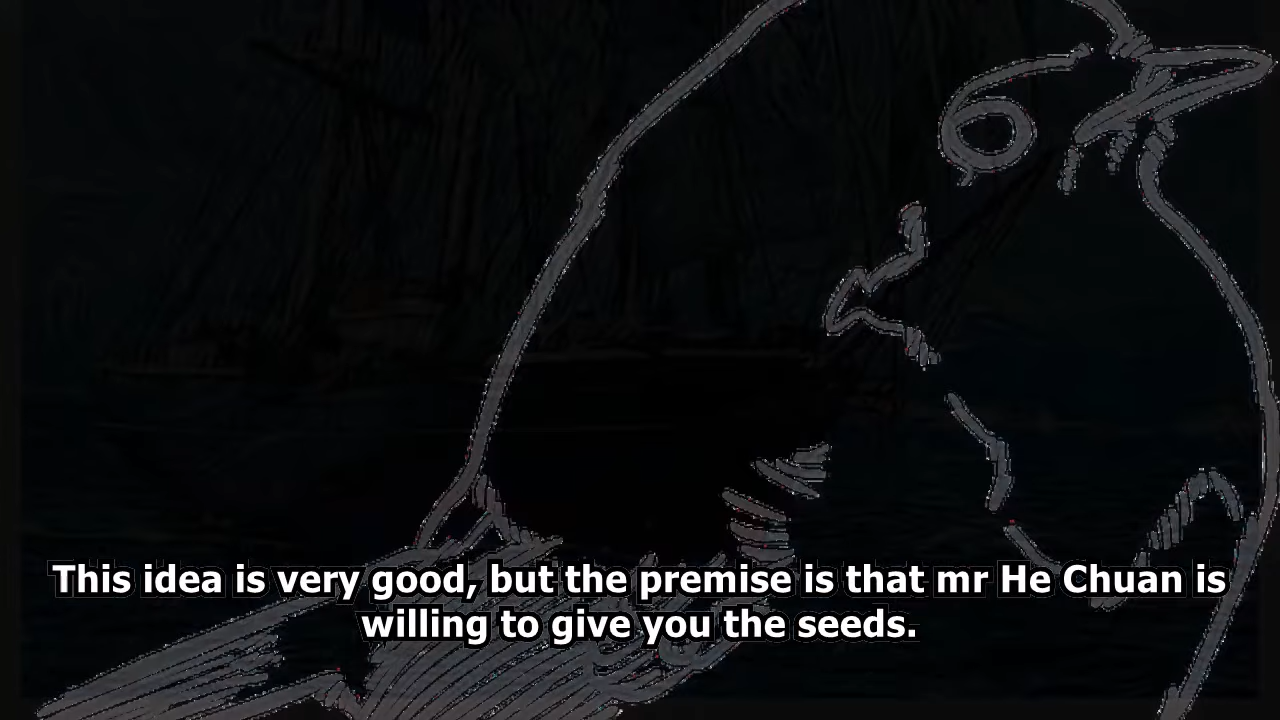 This idea is very good, but the premise is that mr He Chuan is
willing to give you the seeds.